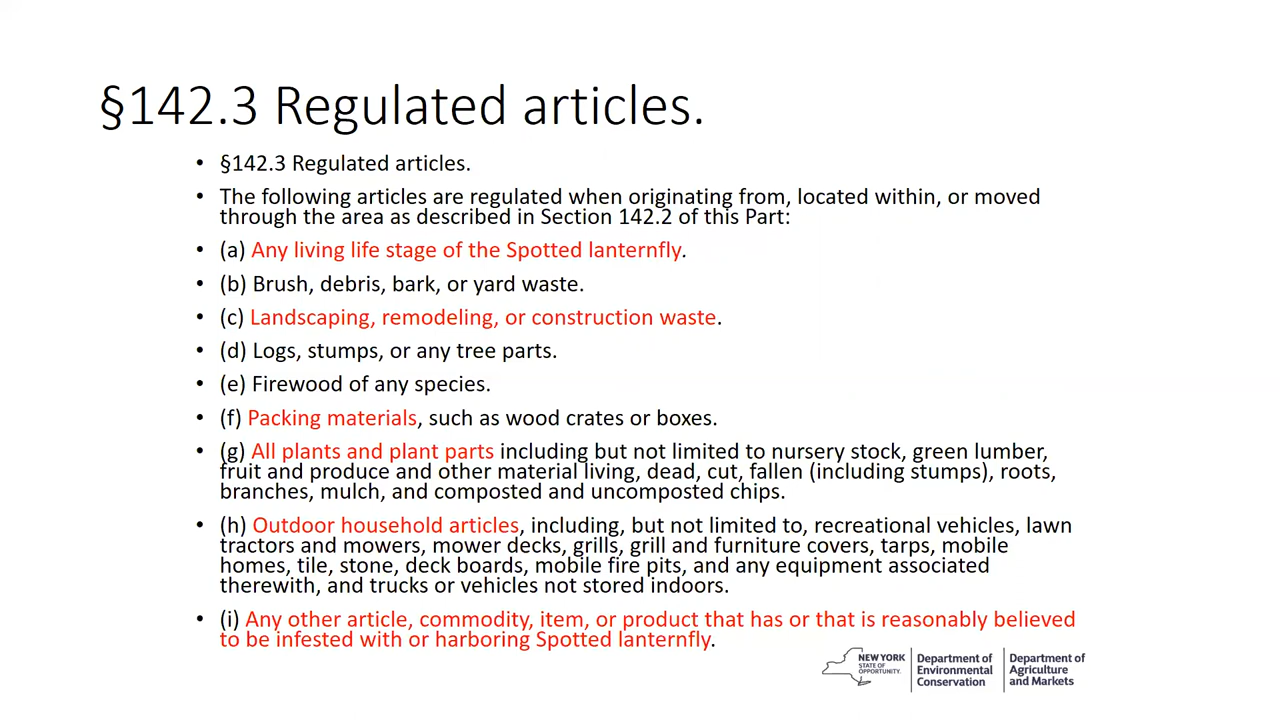 §142.3 Regulated articles.
• §142.3 Regulated articles.
• The following articles are regulated when originating from, located within, or moved
through the area as described in Section 142.2 of this Part:
• (a) Any living life stage of the Spotted lanternfly.
• (b) Brush, debris, bark, or yard waste.
• (c) Landscaping, remodeling, or construction waste.
• (d) Logs, stumps, or any tree parts.
• (e) Firewood of any species.
• (f) Packing materials, such as wood crates or boxes.
• (g) All plants and plant parts including but not limited to nursery stock, green lumber,
fruit and produce and other material living, dead, cut, fallen (including stumps), roots,
branches, mulch, and composted and uncomposted chips.
• (h) Outdoor household articles, including, but not limited to, recreational vehicles, lawn
tractors and mowers, mower decks, grills, grill and furniture covers, tarps, mobile
homes, tile, stone, deck boards, mobile fire pits, and any equipment associated
therewith, and trucks or vehicles not stored indoors.
• (i) Any other article, commodity, item, or product that has or that is reasonably believed
to be infested with or harboring Spotted lanternfly.
NEW YORK
STATE OF
OPPORTUNITY.
Department of
Environmental
Conservation
Department of
Agriculture
and Markets